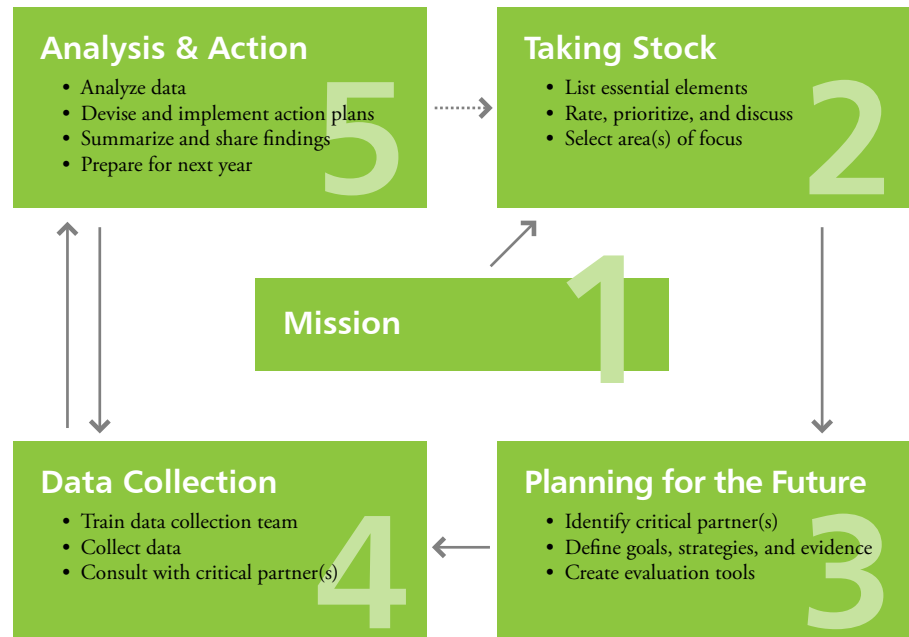 Analysis & Action
• Analyze data
• Devise and implement action plans
• Summarize and share findings
• Prepare for next year
5
Taking Stock
• List essential elements
• Rate, prioritize, and discuss
• Select area(s) of focus
2
Mission
1
Data Collection
• Train data collection team
• Collect data
• Consult with critical partner(s)
4
Planning for the Future
• Identify critical partner(s)
• Define goals, strategies, and evidence
• Create evaluation tools
3